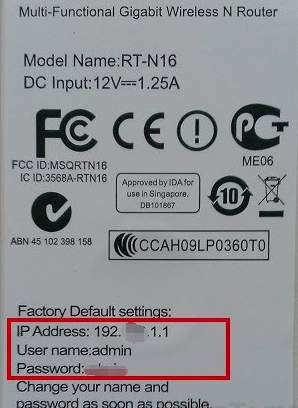 Multi-Functional Gigabit Wireless N Router
Model Name:RT-N16
DC Input:12V⎓1.25A
FC CE
FCC ID:MSQRTN16
IC ID:3568A-RTN16
ME06
Approved by IDA for
use in Singapore.
DB101867
10
ABN 45 102 398 158
CCAH09LP0360T0
Factory Default settings:
IP Address: 192. .1.1
User name:admin
Password:
Change your name and
password as soon as possible.